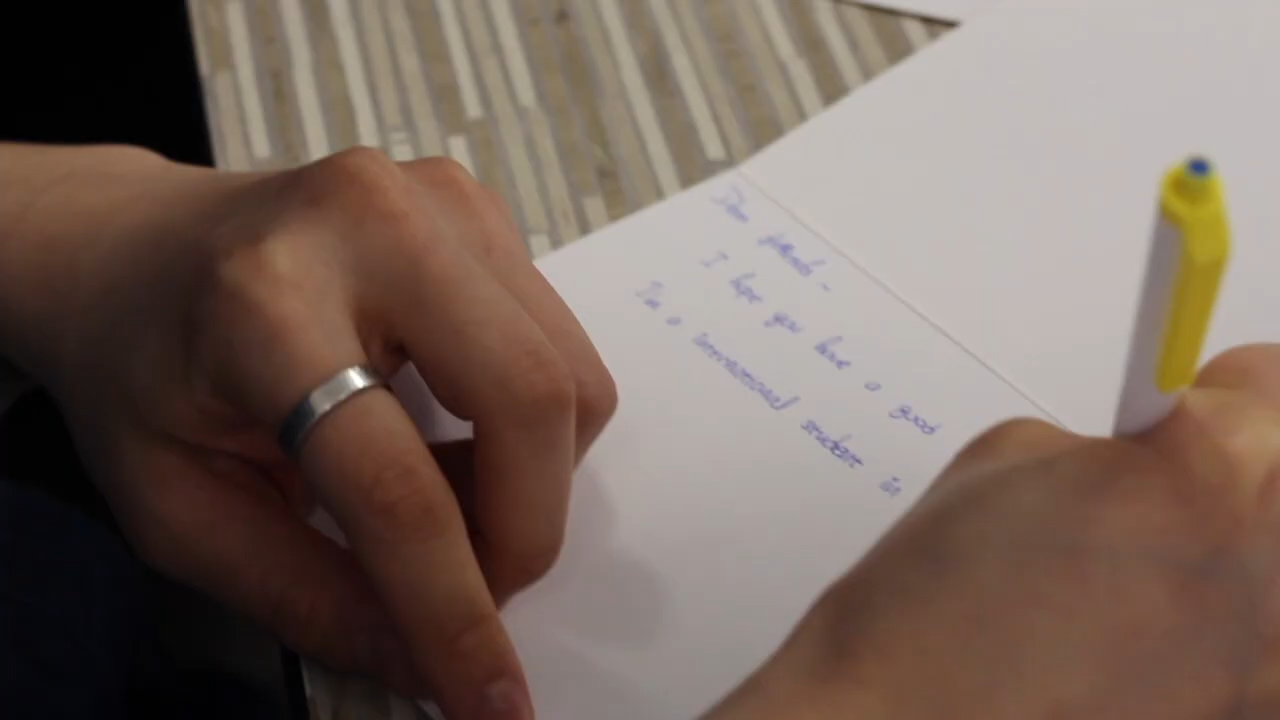 Dear friends -
I hope you have a good
I'm a international student in